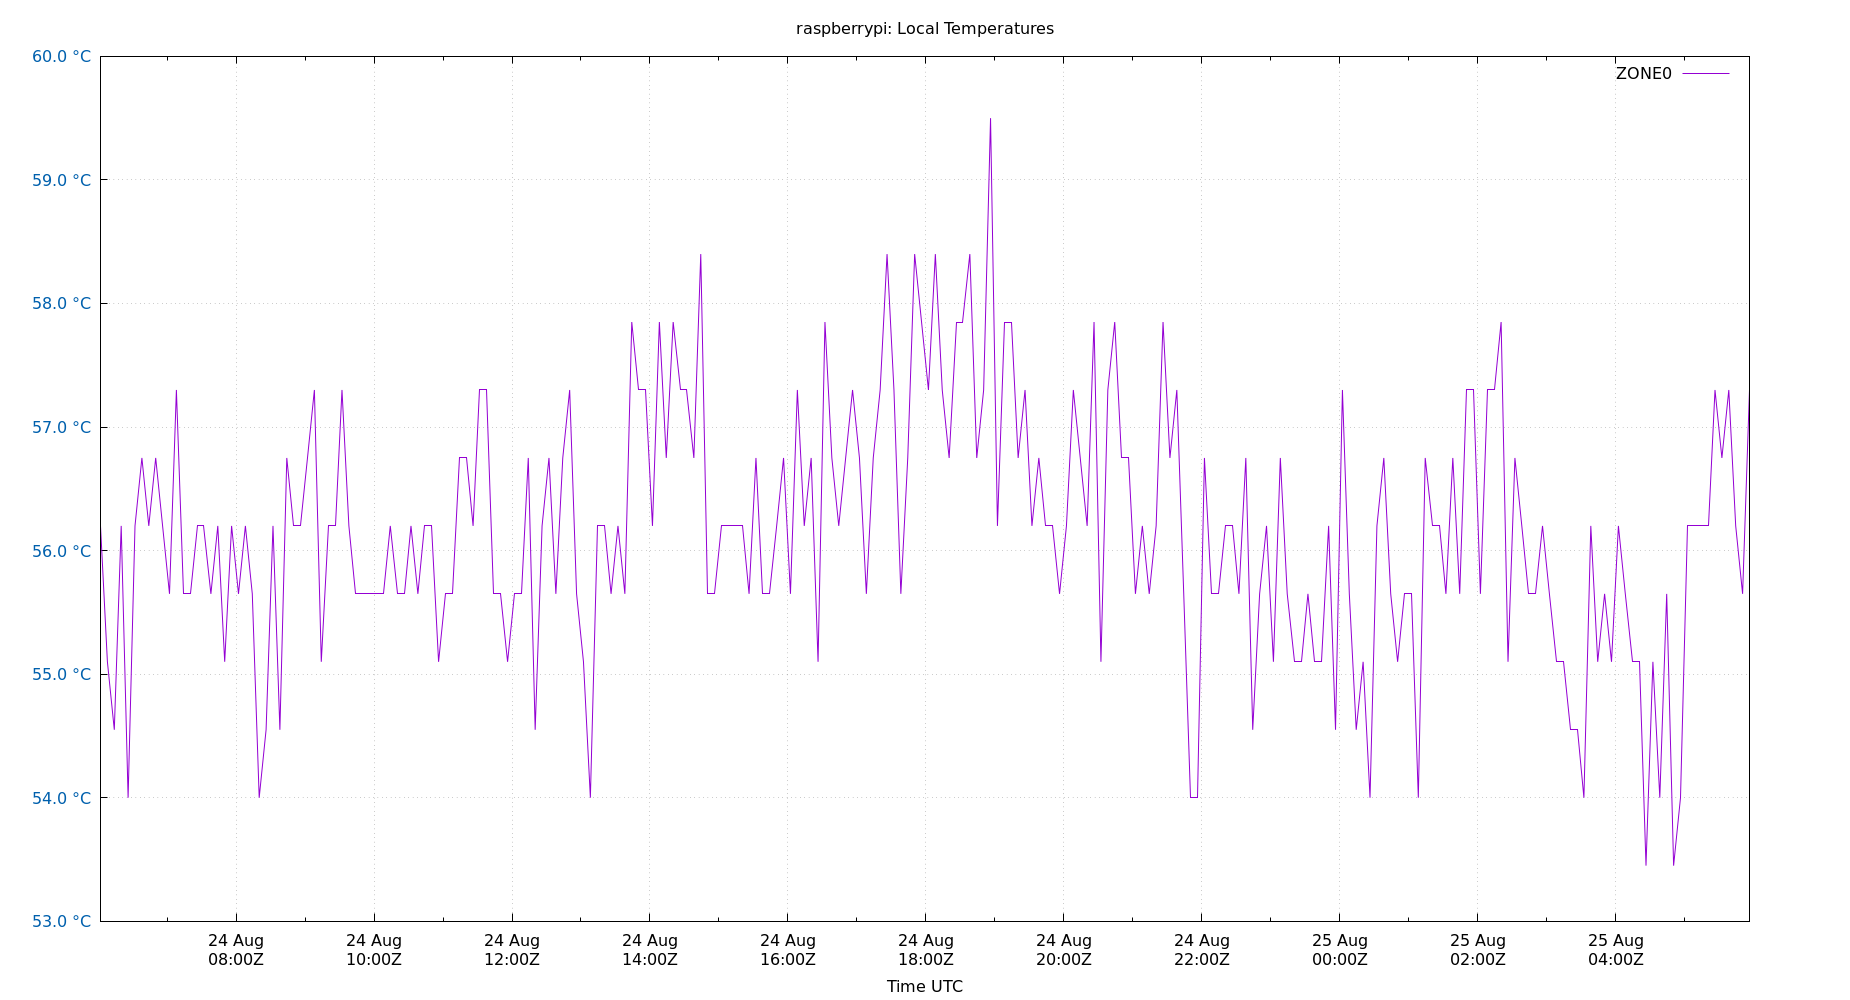 raspberrypi: Local Temperatures
60.0 °C
ZONE0
59.0 °C
58.0 °C
57.0 °C
56.0 °C
55.0 °C
54.0 °C
53.0 °C
24 Aug 24 Aug 24 Aug 24 Aug 24 Aug 24 Aug 24 Aug 24 Aug 25 Aug 25 Aug 25 Aug
08:00Z 10:00Z 12:00Z 14:00Z 16:00Z 18:00Z 20:00Z 22:00Z 00:00Z 02:00Z 04:00Z
Time UTC